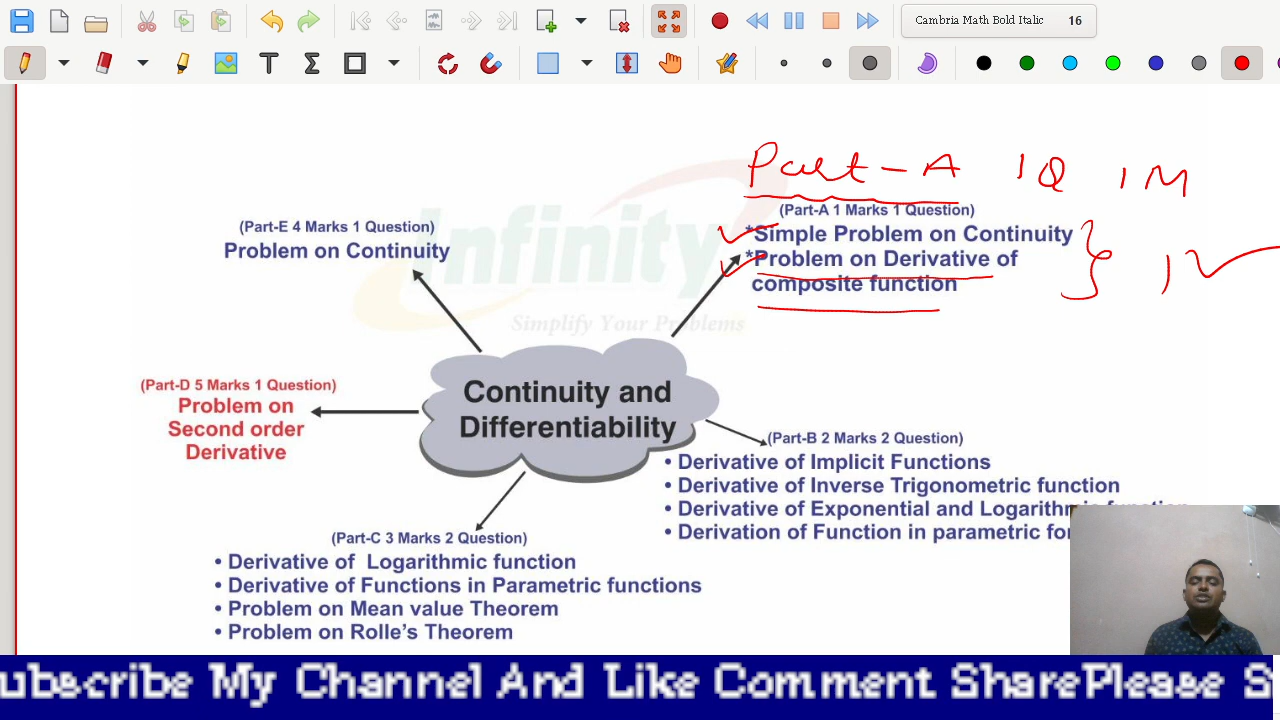 Cambria Math Bold Italic 16
Part-A 1Q 1M
(Part-A 1 Marks 1 Question)
*Simple Problem on Continuity
*Problem on Derivative of
composite function
1
(Part-E 4 Marks 1 Question)
Problem on Continuity
Infinity
Simplify Your Problems
(Part-D 5 Marks 1 Question)
Problem on
Second order
Derivative
Continuity and
Differentiability
(Part-B 2 Marks 2 Question)
• Derivative of Implicit Functions
• Derivative of Inverse Trigonometric function
• Derivative of Exponential and Logarithmic function
• Derivation of Function in parametric
(Part-C 3 Marks 2 Question)
• Derivative of Logarithmic function
• Derivative of Functions in Parametric functions
• Problem on Mean value Theorem
• Problem on Rolle's Theorem
ubscribe My Channel And Like Comment SharePlease S